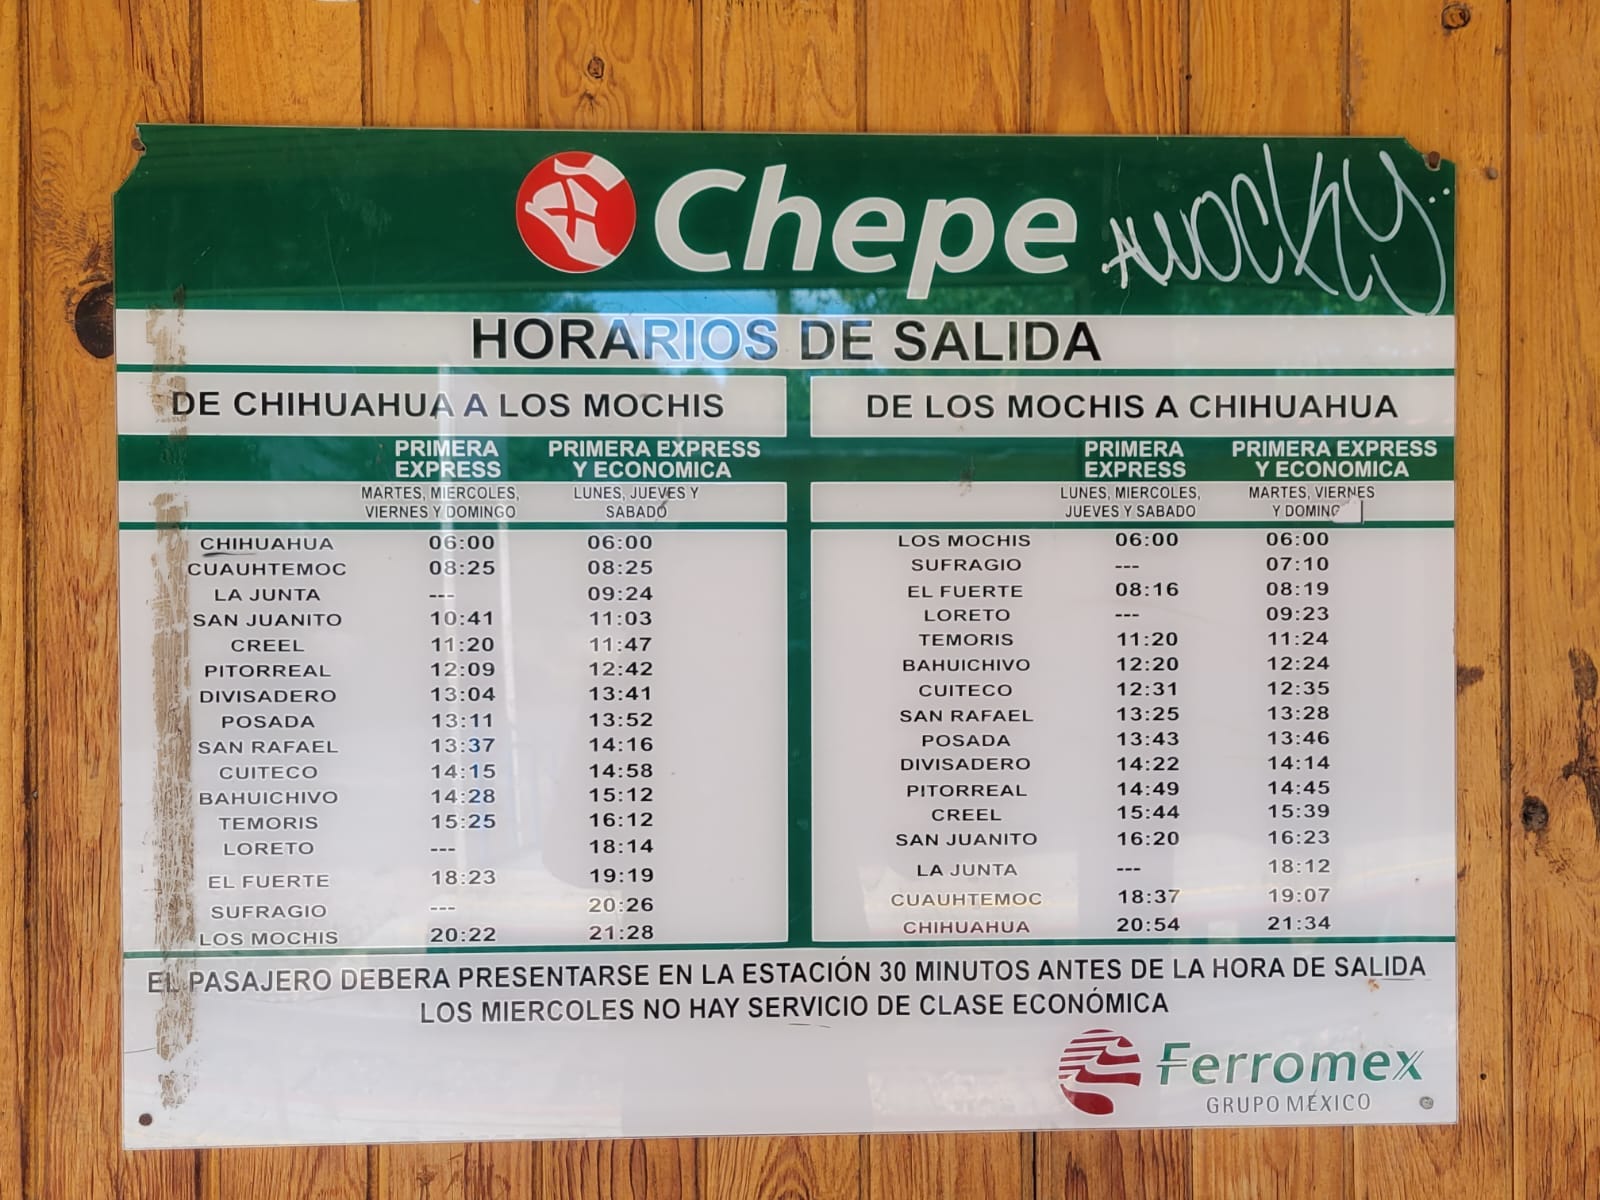 Chepe
Awocky
HORARIOS DE SALIDA
DE CHIHUAHUA A LOS MOCHIS
PRIMERA EXPRESS
PRIMERA EXPRESS Y ECONOMICA
MARTES, MIERCOLES, VIERNES Y DOMINGO
LUNES, JUEVES Y SABADO
CHIHUAHUA 06:00 06:00
CUAUHTEMOC 08:25 08:25
LA JUNTA --- 09:24
SAN JUANITO 10:41 11:03
CREEL 11:20 11:47
PITORREAL 12:09 12:42
DIVISADERO 13:04 13:41
POSADA 13:11 13:52
SAN RAFAEL 13:37 14:16
CUITECO 14:15 14:58
BAHUICHIVO 14:28 15:12
TEMORIS 15:25 16:12
LORETO --- 18:14
EL FUERTE 18:23 19:19
SUFRAGIO --- 20:26
LOS MOCHIS 20:22 21:28
DE LOS MOCHIS A CHIHUAHUA
PRIMERA EXPRESS
PRIMERA EXPRESS Y ECONOMICA
LUNES, MIERCOLES, JUEVES Y SABADO
MARTES, VIERNES Y DOMING
LOS MOCHIS 06:00 06:00
SUFRAGIO --- 07:10
EL FUERTE 08:16 08:19
LORETO --- 09:23
TEMORIS 11:20 11:24
BAHUICHIVO 12:20 12:24
CUITECO 12:31 12:35
SAN RAFAEL 13:25 13:28
POSADA 13:43 13:46
DIVISADERO 14:22 14:14
PITORREAL 14:49 14:45
CREEL 15:44 15:39
SAN JUANITO 16:20 16:23
LA JUNTA --- 18:12
CUAUHTEMOC 18:37 19:07
CHIHUAHUA 20:54 21:34
EL PASAJERO DEBERA PRESENTARSE EN LA ESTACIÓN 30 MINUTOS ANTES DE LA HORA DE SALIDA
LOS MIERCOLES NO HAY SERVICIO DE CLASE ECONÓMICA
Ferromex
GRUPO MÉXICO